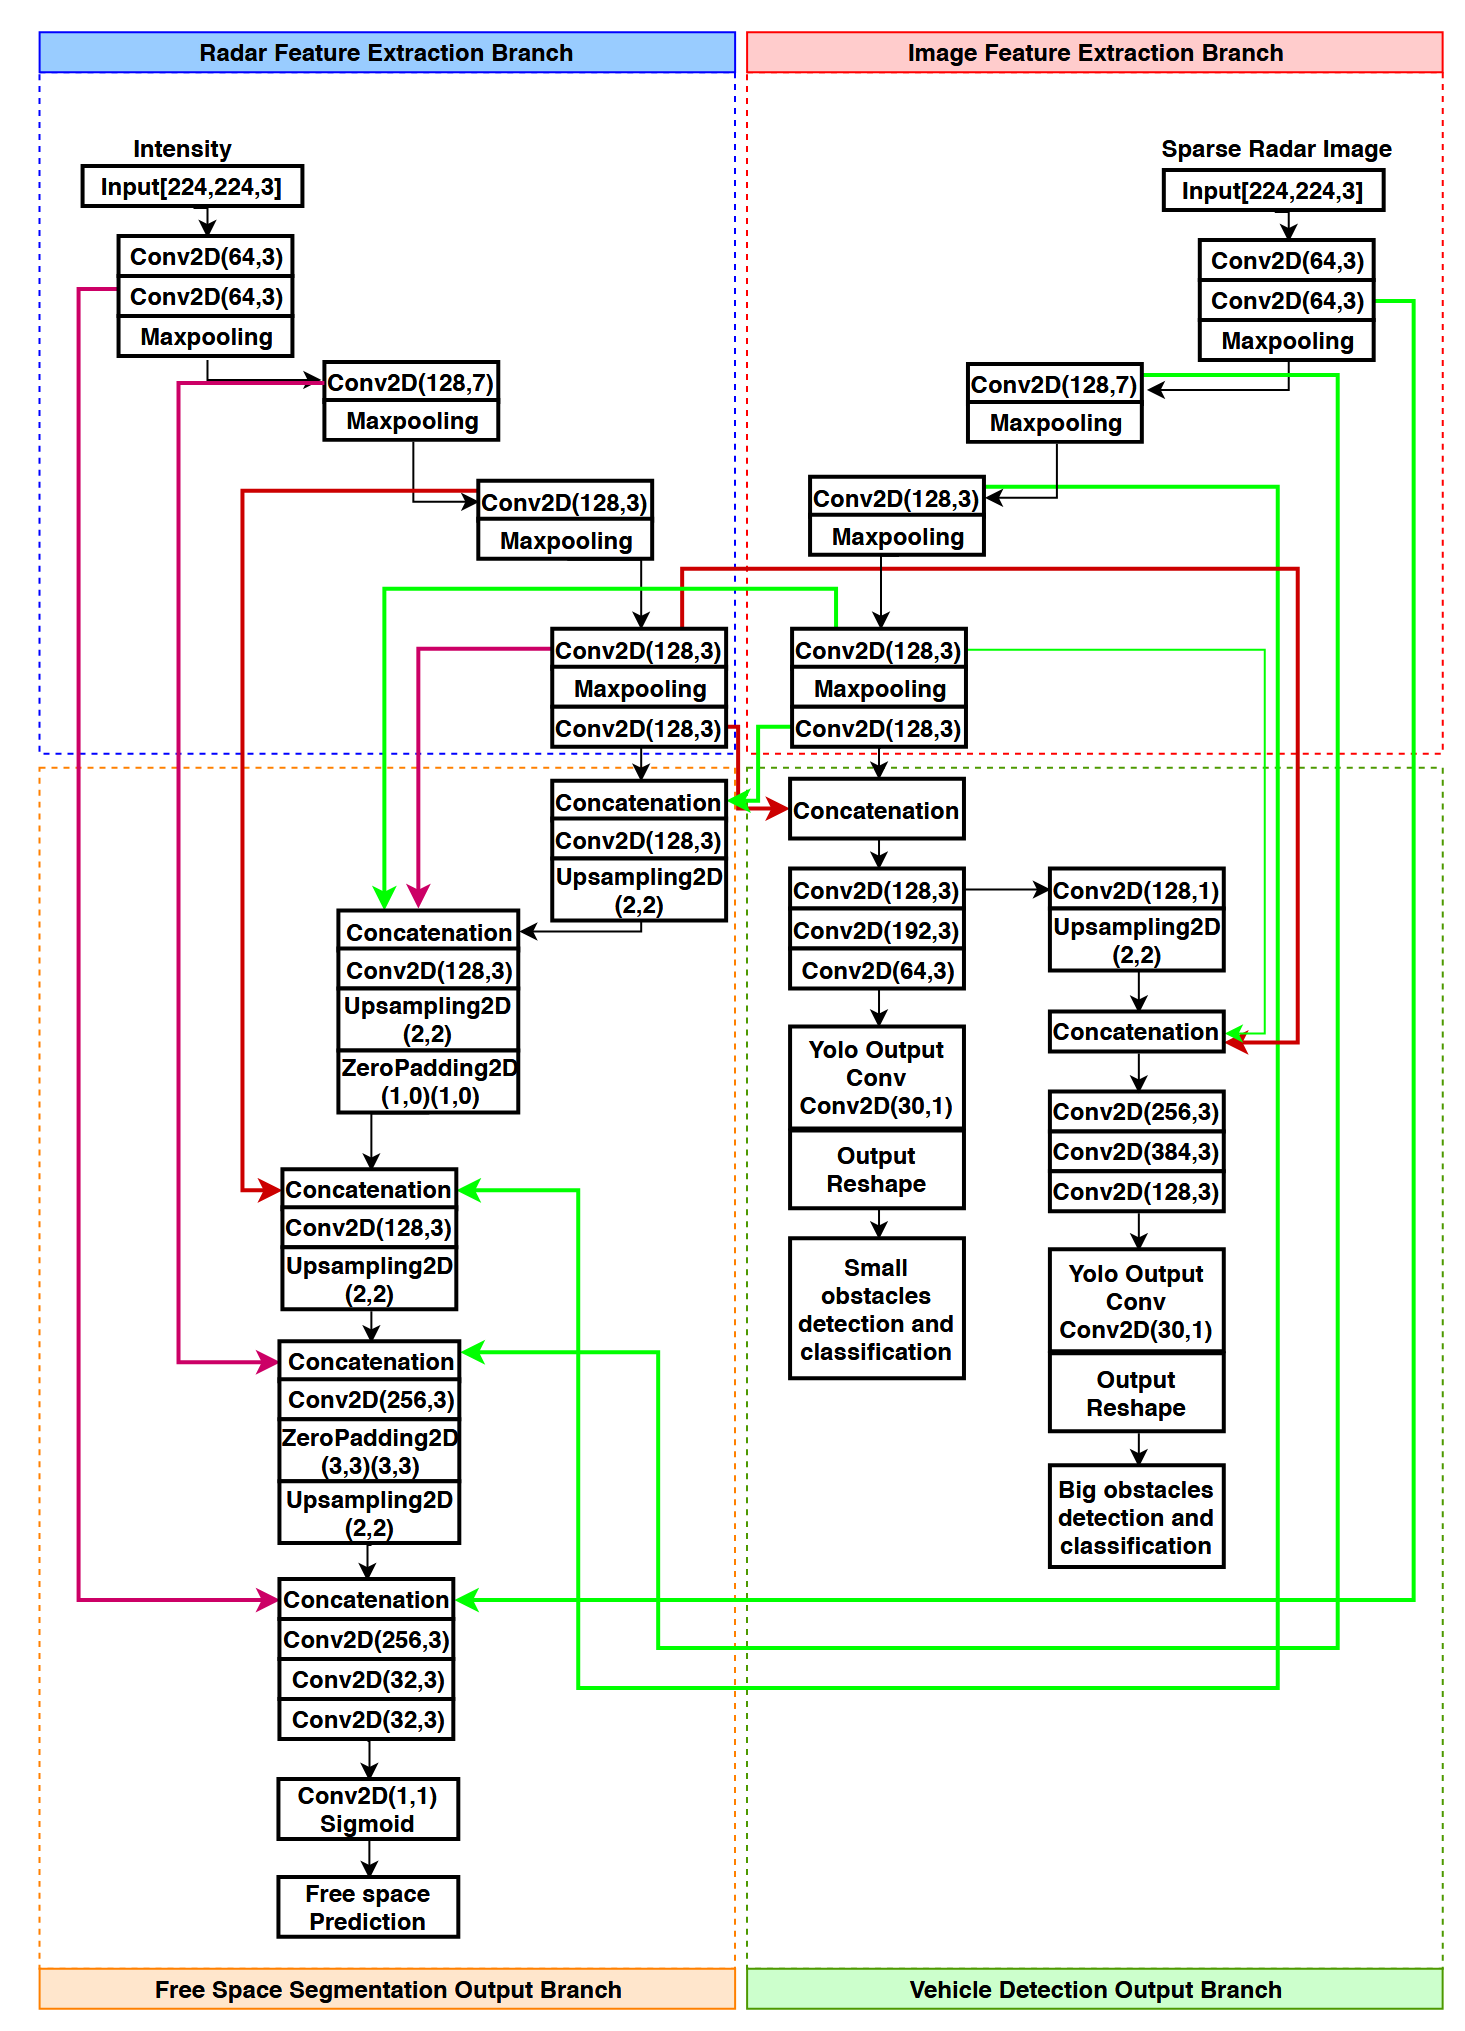 Radar Feature Extraction Branch
Image Feature Extraction Branch
Intensity
Input[224,224,3]
Conv2D(64,3)
Conv2D(64,3)
Maxpooling
Conv2D(128,7)
Maxpooling
Conv2D(128,3)
Maxpooling
Conv2D(128,3)
Maxpooling
Conv2D(128,3)
Sparse Radar Image
Input[224,224,3]
Conv2D(64,3)
Conv2D(64,3)
Maxpooling
Conv2D(128,7)
Maxpooling
Conv2D(128,3)
Maxpooling
Conv2D(128,3)
Maxpooling
Conv2D(128,3)
Concatenation
Conv2D(128,3)
Upsampling2D
(2,2)
Concatenation
Conv2D(128,3)
Upsampling2D
(2,2)
ZeroPadding2D
(1,0)(1,0)
Concatenation
Conv2D(128,3)
Upsampling2D
(2,2)
Concatenation
Conv2D(256,3)
ZeroPadding2D
(3,3)(3,3)
Upsampling2D
(2,2)
Concatenation
Conv2D(256,3)
Conv2D(32,3)
Conv2D(32,3)
Conv2D(1,1)
Sigmoid
Free space
Prediction
Concatenation
Conv2D(128,3)
Conv2D(192,3)
Conv2D(64,3)
Yolo Output
Conv
Conv2D(30,1)
Output
Reshape
Small
obstacles
detection and
classification
Conv2D(128,1)
Upsampling2D
(2,2)
Concatenation
Conv2D(256,3)
Conv2D(384,3)
Conv2D(128,3)
Yolo Output
Conv
Conv2D(30,1)
Output
Reshape
Big obstacles
detection and
classification
Free Space Segmentation Output Branch
Vehicle Detection Output Branch